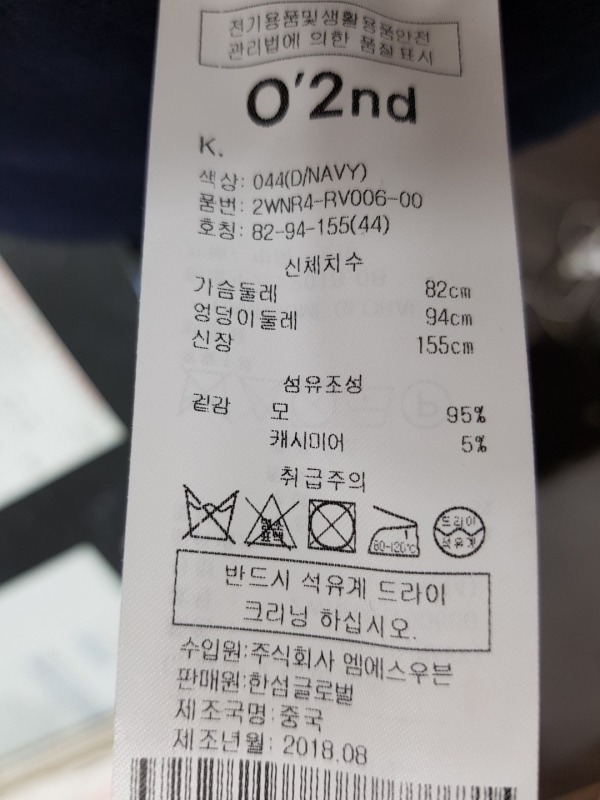 전기용품및생활용품안전
관리법에 의한 품질표시
O'2nd
K.
색상: 044(D/NAVY)
품번: 2WNR4-RV006-00
호칭: 82-94-155(44)
신체치수
가슴둘레 82cm
엉덩이둘레 94cm
신장 155cm
섬유조성
겉감 모 95%
캐시미어 5%
취급주의
염소
표백
80-120℃
드라이
석유계
반드시 석유계 드라이
크리닝 하십시오.
수입원:주식회사 엠에스우븐
판매원:한섬글로벌
제조국명:중국
제조년월: 2018.08